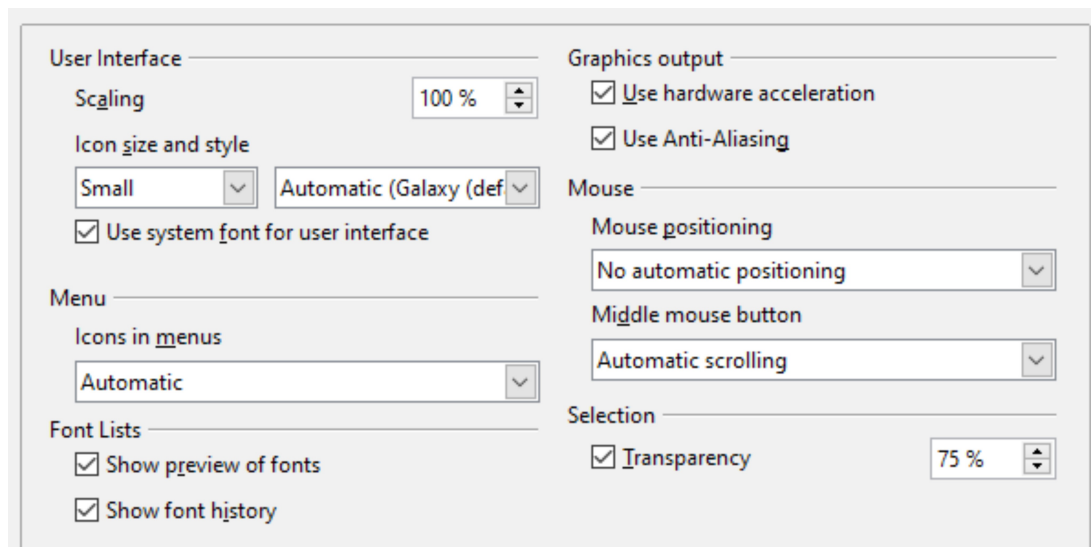 User Interface
Scaling 100 %
Icon size and style
Small Automatic (Galaxy (def
Use system font for user interface
Menu
Icons in menus
Automatic
Font Lists
Show preview of fonts
Show font history
Graphics output
Use hardware acceleration
Use Anti-Aliasing
Mouse
Mouse positioning
No automatic positioning
Middle mouse button
Automatic scrolling
Selection
Transparency 75 %